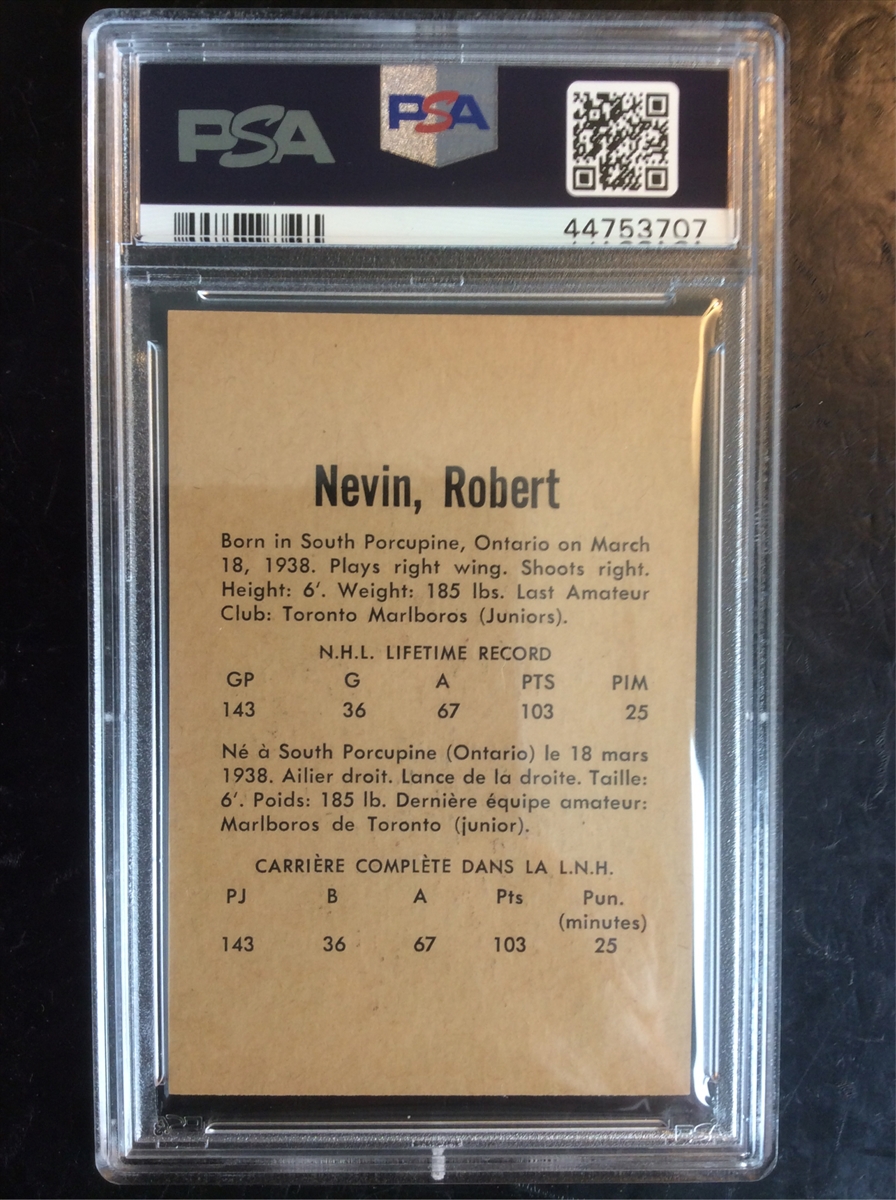 PSA PSA
44753707
Nevin, Robert
Born in South Porcupine, Ontario on March
18, 1938. Plays right wing. Shoots right.
Height: 6′. Weight: 185 lbs. Last Amateur
Club: Toronto Marlboros (Juniors).
N.H.L. LIFETIME RECORD
GP G A PTS PIM
143 36 67 103 25
Né à South Porcupine (Ontario) le 18 mars
1938. Ailier droit. Lance de la droite. Taille:
6′. Poids: 185 lb. Dernière équipe amateur:
Marlboros de Toronto (junior).
CARRIÈRE COMPLÈTE DANS LA L.N.H.
PJ B A Pts Pun.
(minutes)
143 36 67 103 25